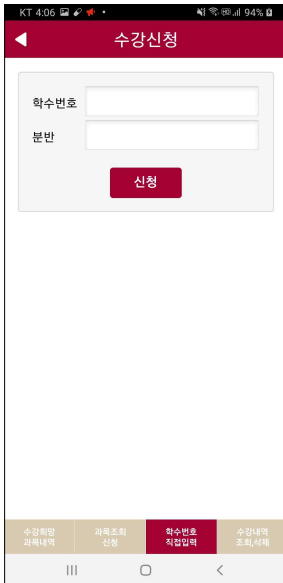 KT 4:06 94%
수강신청
학수번호
분반
신청
수강희망
과목내역
과목조회
신청
학수번호
직접입력
수강내역
조회,삭제